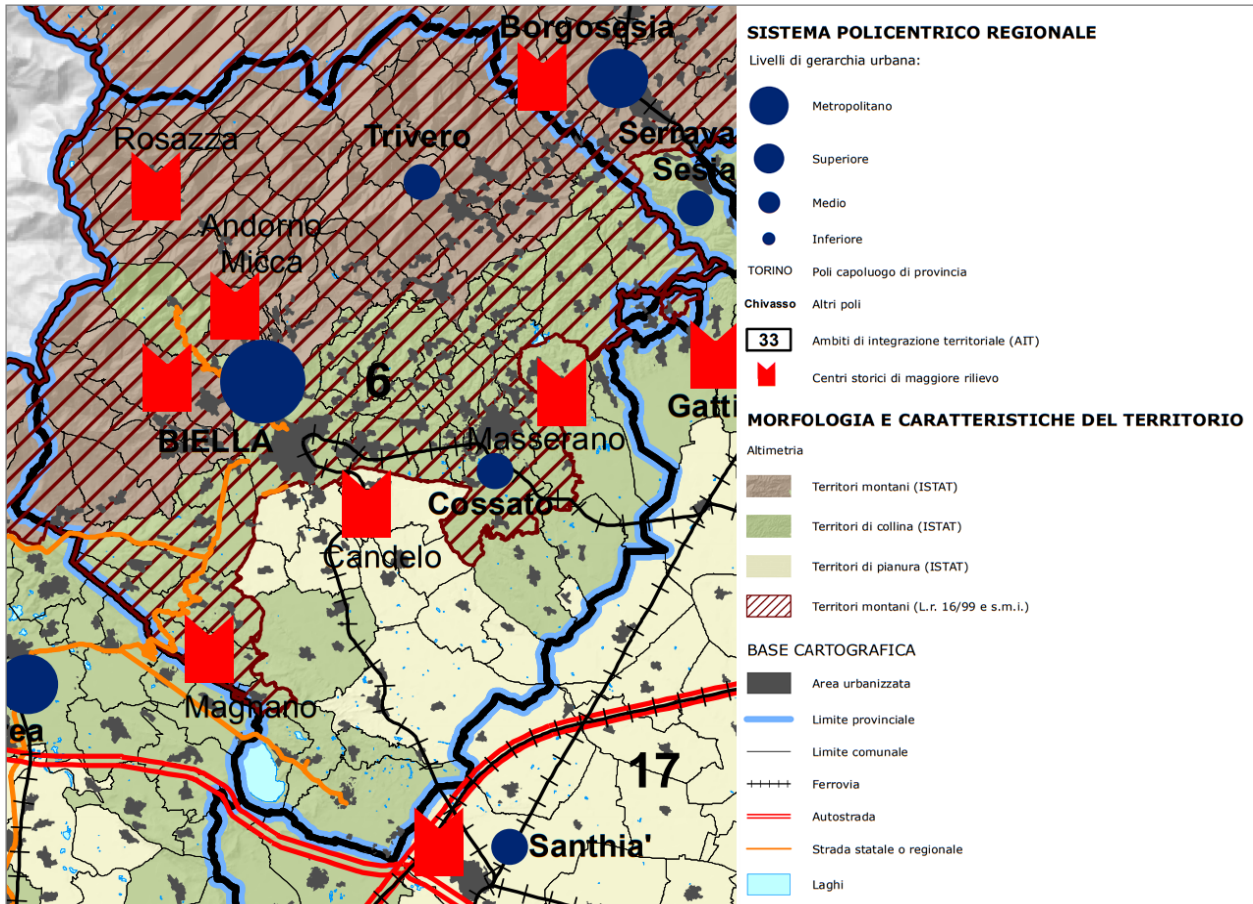 Borgosesia
Rosazza
Trivero
Serrava
Sesia
Andorno
Micca
6
Gatti
BIELLA
Masserano
Cossato
Candelo
Magnano
ea
17
Santhia'
SISTEMA POLICENTRICO REGIONALE
Livelli di gerarchia urbana:
Metropolitano
Superiore
Medio
Inferiore
TORINO Poli capoluogo di provincia
Chivasso Altri poli
33 Ambiti di integrazione territoriale (AIT)
Centri storici di maggiore rilievo
MORFOLOGIA E CARATTERISTICHE DEL TERRITORIO
Altimetria
Territori montani (ISTAT)
Territori di collina (ISTAT)
Territori di pianura (ISTAT)
Territori montani (L.r. 16/99 e s.m.i.)
BASE CARTOGRAFICA
Area urbanizzata
Limite provinciale
Limite comunale
Ferrovia
Autostrada
Strada statale o regionale
Laghi